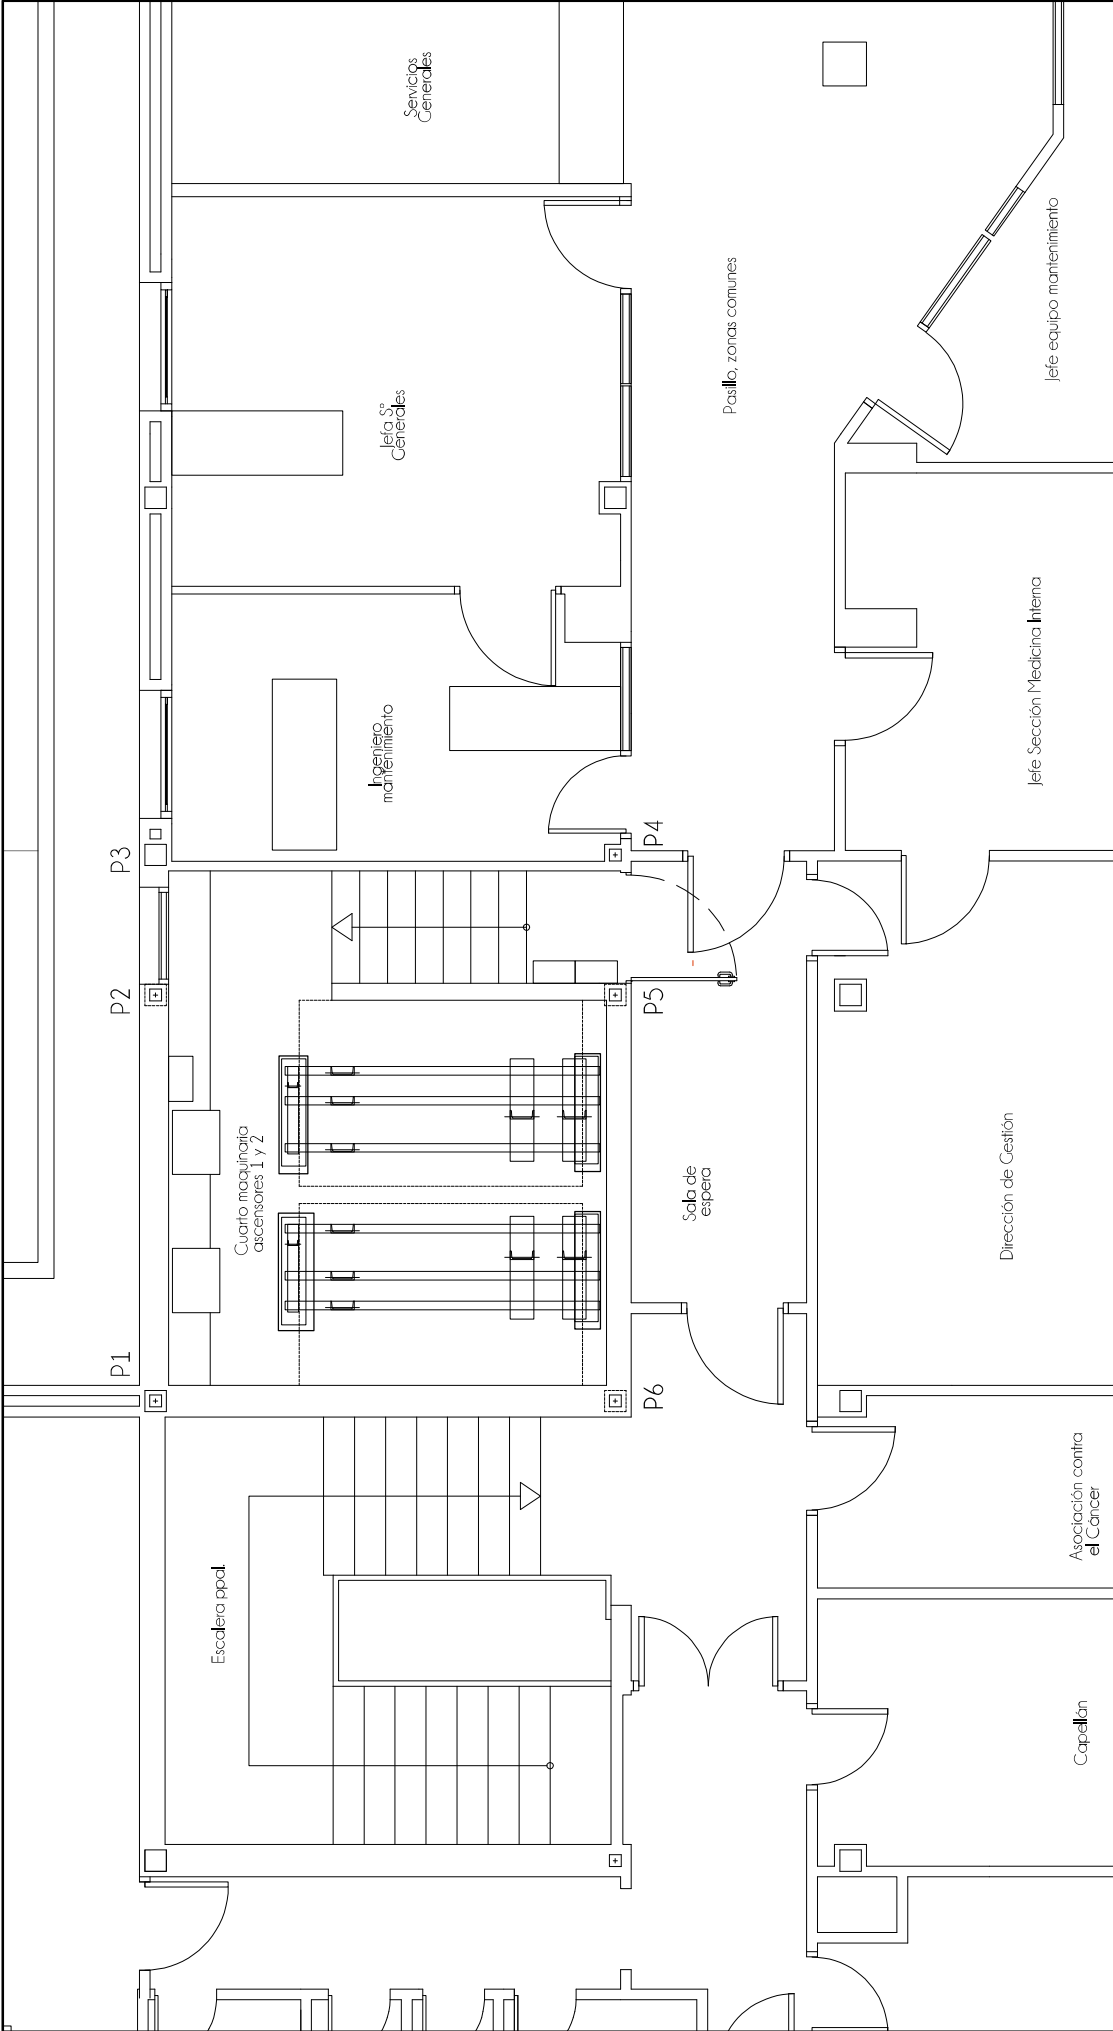 Servicios
Generales
Jefa Sº
Generales
Pasillo, zonas comunes
Jefe equipo mantenimiento
Ingeniero
mantenimiento
Jefe Sección Medicina Interna
P3
P4
P2
P5
Cuarto maquinaria
ascensores 1 y 2
Sala de
espera
Dirección de Gestión
P1
P6
Escalera ppal.
Asociación contra
el Cáncer
Capellán